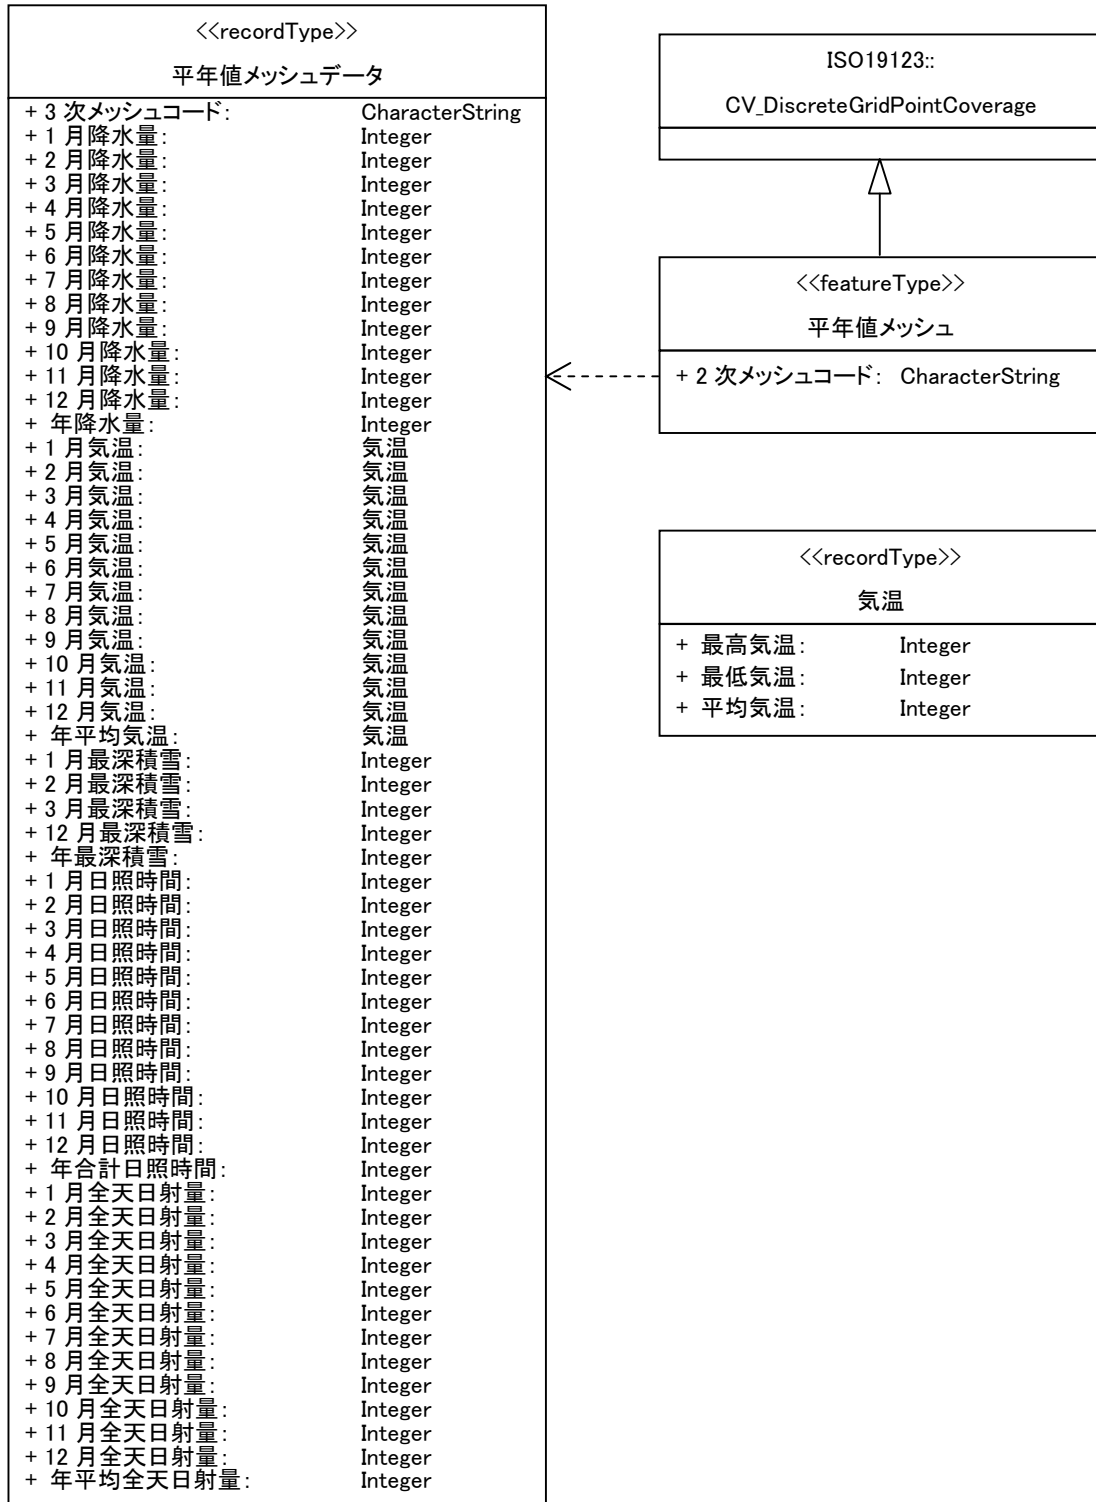 <<recordType>>
平年値メッシュデータ
+ 3 次メッシュコード: CharacterString
+ 1 月降水量: Integer
+ 2 月降水量: Integer
+ 3 月降水量: Integer
+ 4 月降水量: Integer
+ 5 月降水量: Integer
+ 6 月降水量: Integer
+ 7 月降水量: Integer
+ 8 月降水量: Integer
+ 9 月降水量: Integer
+ 10 月降水量: Integer
+ 11 月降水量: Integer
+ 12 月降水量: Integer
+ 年降水量: Integer
+ 1 月気温: 気温
+ 2 月気温: 気温
+ 3 月気温: 気温
+ 4 月気温: 気温
+ 5 月気温: 気温
+ 6 月気温: 気温
+ 7 月気温: 気温
+ 8 月気温: 気温
+ 9 月気温: 気温
+ 10 月気温: 気温
+ 11 月気温: 気温
+ 12 月気温: 気温
+ 年平均気温: 気温
+ 1 月最深積雪: Integer
+ 2 月最深積雪: Integer
+ 3 月最深積雪: Integer
+ 12 月最深積雪: Integer
+ 年最深積雪: Integer
+ 1 月日照時間: Integer
+ 2 月日照時間: Integer
+ 3 月日照時間: Integer
+ 4 月日照時間: Integer
+ 5 月日照時間: Integer
+ 6 月日照時間: Integer
+ 7 月日照時間: Integer
+ 8 月日照時間: Integer
+ 9 月日照時間: Integer
+ 10 月日照時間: Integer
+ 11 月日照時間: Integer
+ 12 月日照時間: Integer
+ 年合計日照時間: Integer
+ 1 月全天日射量: Integer
+ 2 月全天日射量: Integer
+ 3 月全天日射量: Integer
+ 4 月全天日射量: Integer
+ 5 月全天日射量: Integer
+ 6 月全天日射量: Integer
+ 7 月全天日射量: Integer
+ 8 月全天日射量: Integer
+ 9 月全天日射量: Integer
+ 10 月全天日射量: Integer
+ 11 月全天日射量: Integer
+ 12 月全天日射量: Integer
+ 年平均全天日射量: Integer
ISO19123::
CV_DiscreteGridPointCoverage
<<featureType>>
平年値メッシュ
+ 2 次メッシュコード: CharacterString
<<recordType>>
気温
+ 最高気温: Integer
+ 最低気温: Integer
+ 平均気温: Integer